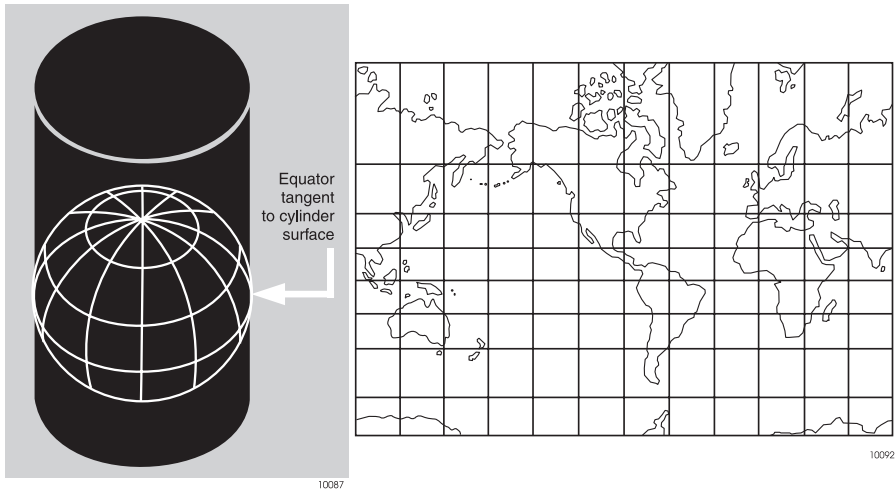 Equator
tangent
to cylinder
surface
10087
10092